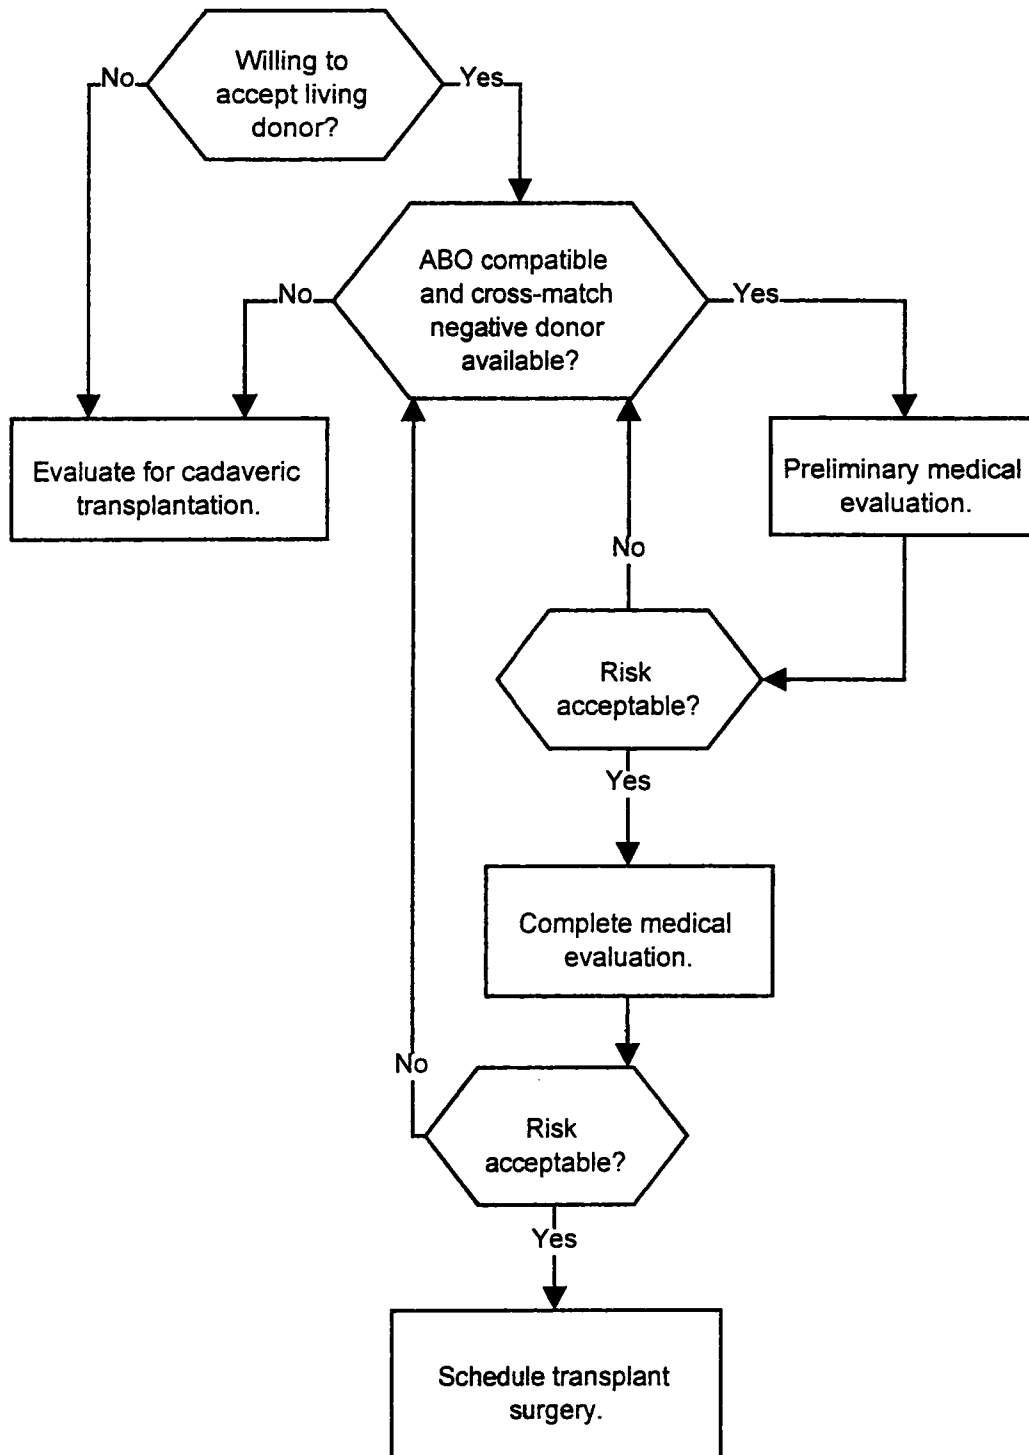 Willing to
accept living
donor?
No
Yes
ABO compatible
and cross-match
negative donor
available?
No
Yes
Evaluate for cadaveric
transplantation.
Preliminary medical
evaluation.
No
Risk
acceptable?
Yes
Complete medical
evaluation.
No
Risk
acceptable?
Yes
Schedule transplant
surgery.